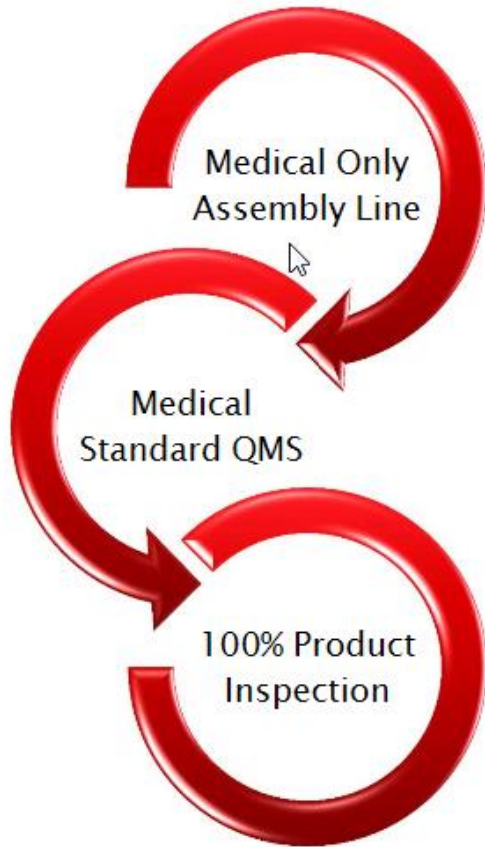 Medical Only
Assembly Line
Medical
Standard QMS
100% Product
Inspection